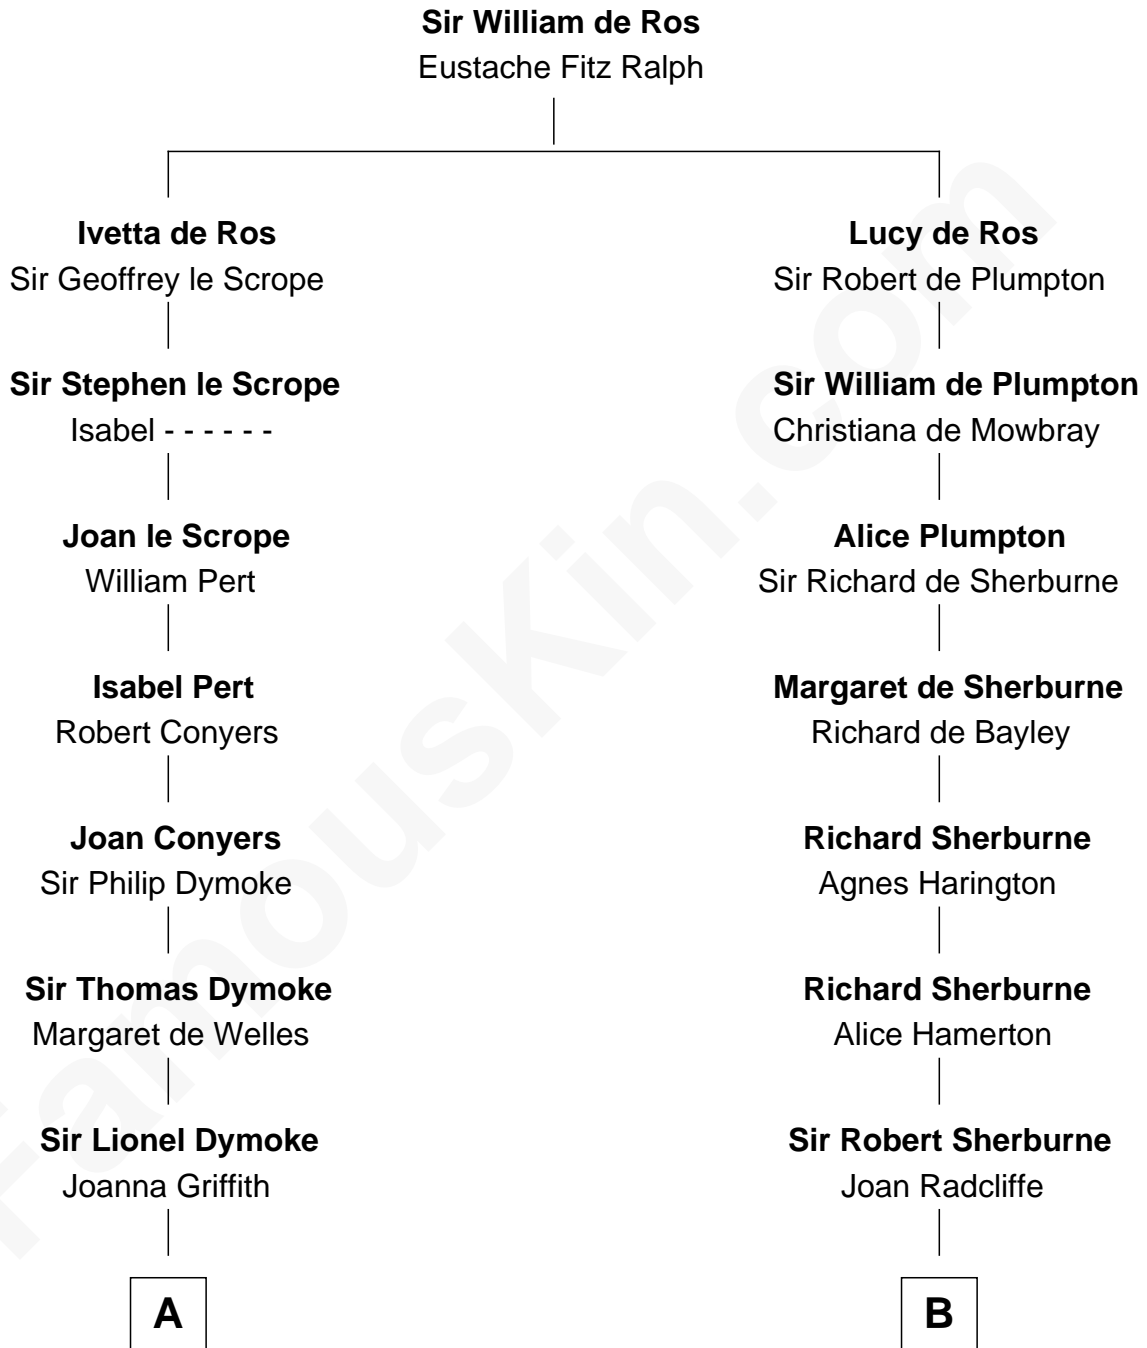 Sir William de Ros
Eustache Fitz Ralph
Ivetta de Ros
Sir Geoffrey le Scrope
Lucy de Ros
Sir Robert de Plumpton
Sir Stephen le Scrope
Isabel - - - - - -
Sir William de Plumpton
Christiana de Mowbray
Joan le Scrope
William Pert
Alice Plumpton
Sir Richard de Sherburne
Isabel Pert
Robert Conyers
Margaret de Sherburne
Richard de Bayley
Joan Conyers
Sir Philip Dymoke
Richard Sherburne
Agnes Harington
Sir Thomas Dymoke
Margaret de Welles
Richard Sherburne
Alice Hamerton
Sir Lionel Dymoke
Joanna Griffith
Sir Robert Sherburne
Joan Radcliffe
A
B
FamousKin.com